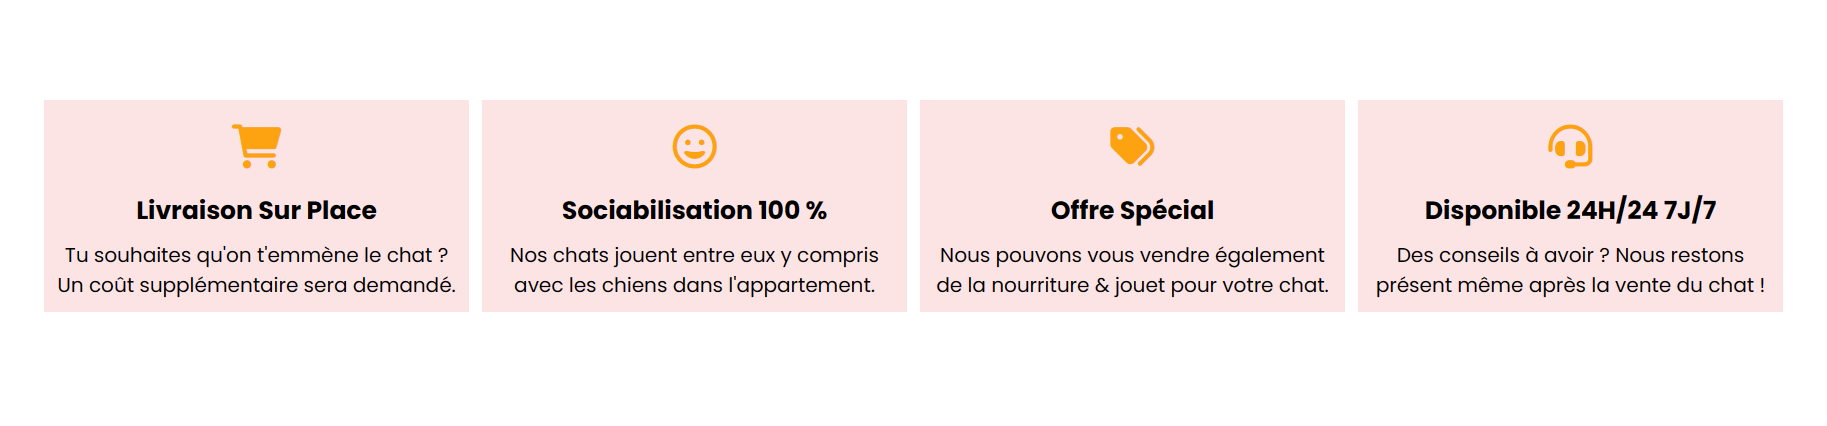 Livraison Sur Place
Tu souhaites qu'on t'emmène le chat ?
Un coût supplémentaire sera demandé.
Sociabilisation 100 %
Nos chats jouent entre eux y compris
avec les chiens dans l'appartement.
Offre Spécial
Nous pouvons vous vendre également
de la nourriture & jouet pour votre chat.
Disponible 24H/24 7J/7
Des conseils à avoir ? Nous restons
présent même après la vente du chat !